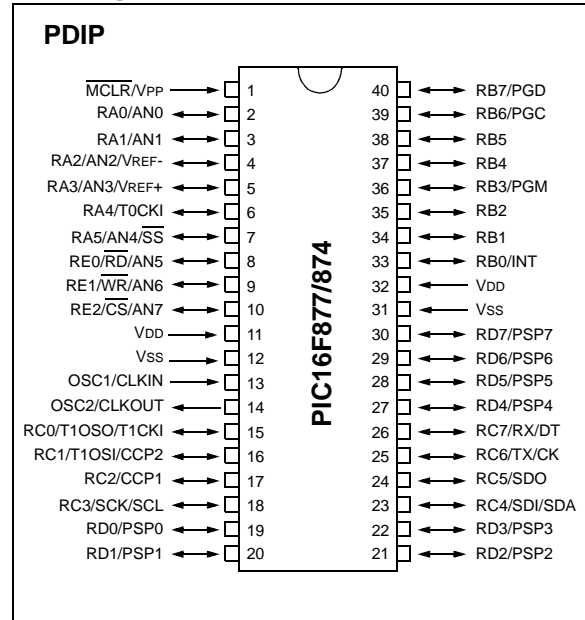 PDIP
MCLR/VPP 1 40 RB7/PGD
RA0/AN0 2 39 RB6/PGC
RA1/AN1 3 38 RB5
RA2/AN2/VREF- 4 37 RB4
RA3/AN3/VREF+ 5 36 RB3/PGM
RA4/T0CKI 6 35 RB2
RA5/AN4/SS 7 34 RB1
RE0/RD/AN5 8 33 RB0/INT
RE1/WR/AN6 9 32 VDD
RE2/CS/AN7 10 31 VSS
VDD 11 30 RD7/PSP7
VSS 12 29 RD6/PSP6
OSC1/CLKIN 13 28 RD5/PSP5
OSC2/CLKOUT 14 27 RD4/PSP4
RC0/T1OSO/T1CKI 15 26 RC7/RX/DT
RC1/T1OSI/CCP2 16 25 RC6/TX/CK
RC2/CCP1 17 24 RC5/SDO
RC3/SCK/SCL 18 23 RC4/SDI/SDA
RD0/PSP0 19 22 RD3/PSP3
RD1/PSP1 20 21 RD2/PSP2
PIC16F877/874